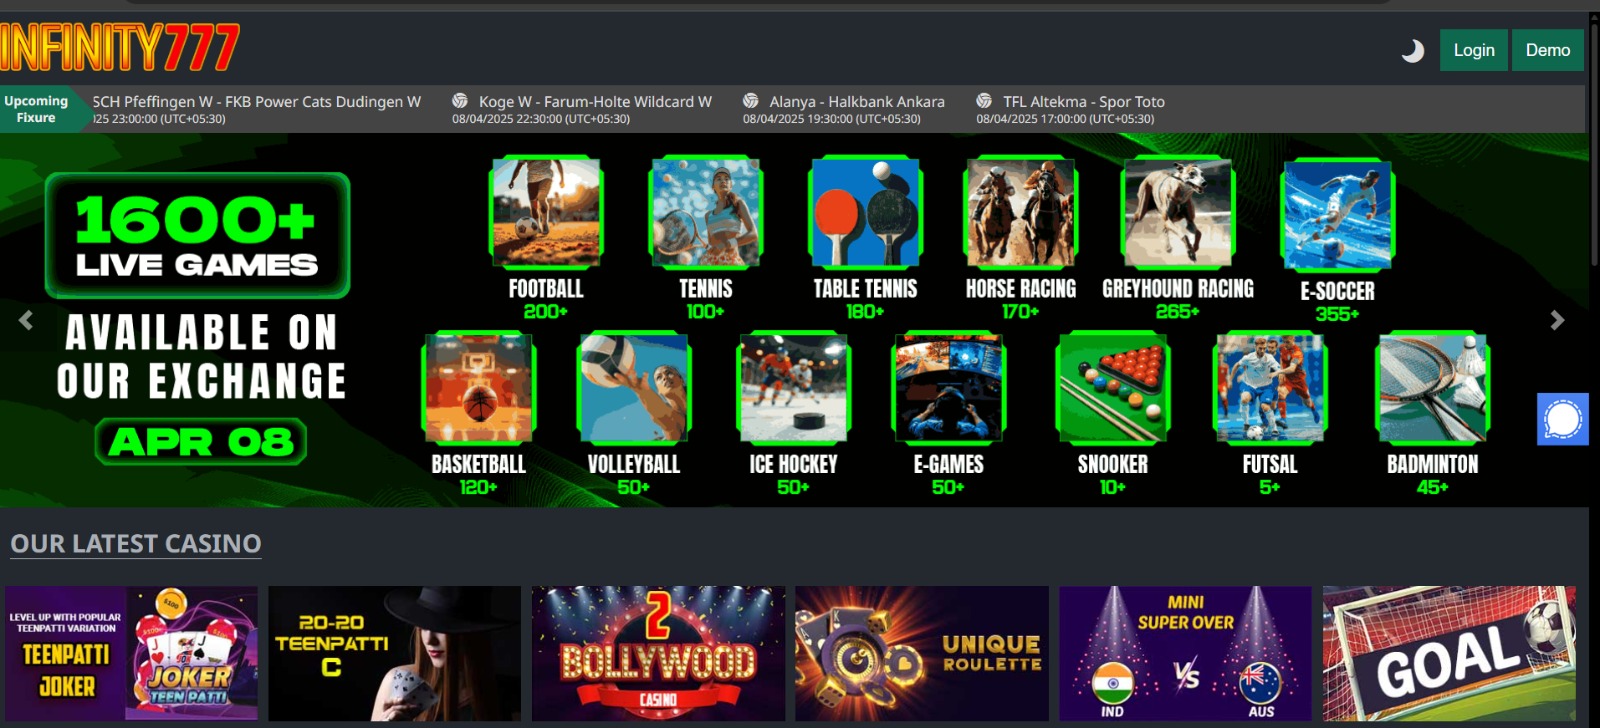 INFINITY777
Login
Demo
Upcoming
Fixure
SCH Pfeffingen W - FKB Power Cats Dudingen W
25 23:00:00 (UTC+05:30)
Koge W - Farum-Holte Wildcard W
08/04/2025 22:30:00 (UTC+05:30)
Alanya - Halkbank Ankara
08/04/2025 19:30:00 (UTC+05:30)
TFL Altekma - Spor Toto
08/04/2025 17:00:00 (UTC+05:30)
1600+
LIVE GAMES
AVAILABLE ON
OUR EXCHANGE
APR 08
FOOTBALL
200+
TENNIS
100+
TABLE TENNIS
180+
HORSE RACING
170+
GREYHOUND RACING
265+
E-SOCCER
355+
BASKETBALL
120+
VOLLEYBALL
50+
ICE HOCKEY
50+
E-GAMES
50+
SNOOKER
10+
FUTSAL
5+
BADMINTON
45+
OUR LATEST CASINO
LEVEL UP WITH POPULAR
TEENPATTI VARIATION
TEENPATTI
JOKER
JOKER
TEEN PATTI
20-20
TEENPATTI
C
2
BOLLYWOOD
CASINO
UNIQUE
ROULETTE
MINI
SUPER OVER
VS
IND
AUS
GOAL